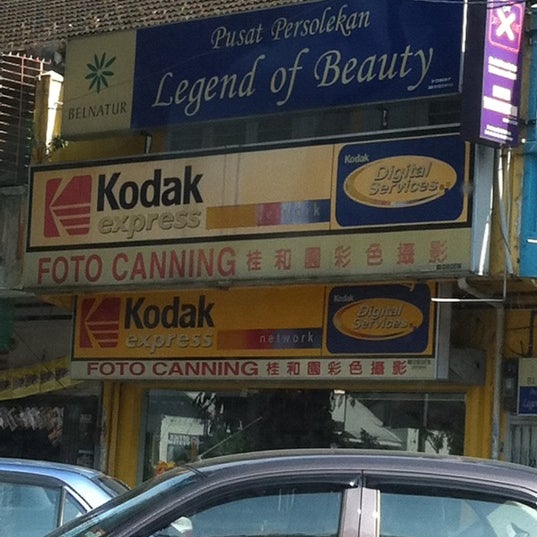 Pusat Persolekan
Legend of Beauty
BELNATUR
Kodak
express
network
Kodak
Digital
Services
FOTO CANNING 桂和園彩色攝影
Kodak
express
network
Kodak
Digital
Services
FOTO CANNING 桂和園彩色攝影